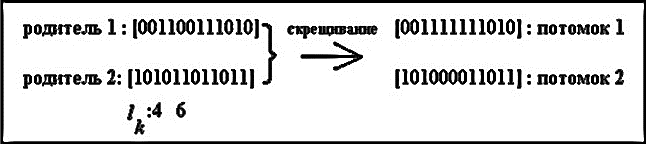 родитель 1 : [001100111010] скрещивание [001111111010] : потомок 1
родитель 2: [101011011011] [101000011011] : потомок 2
l k :4 6